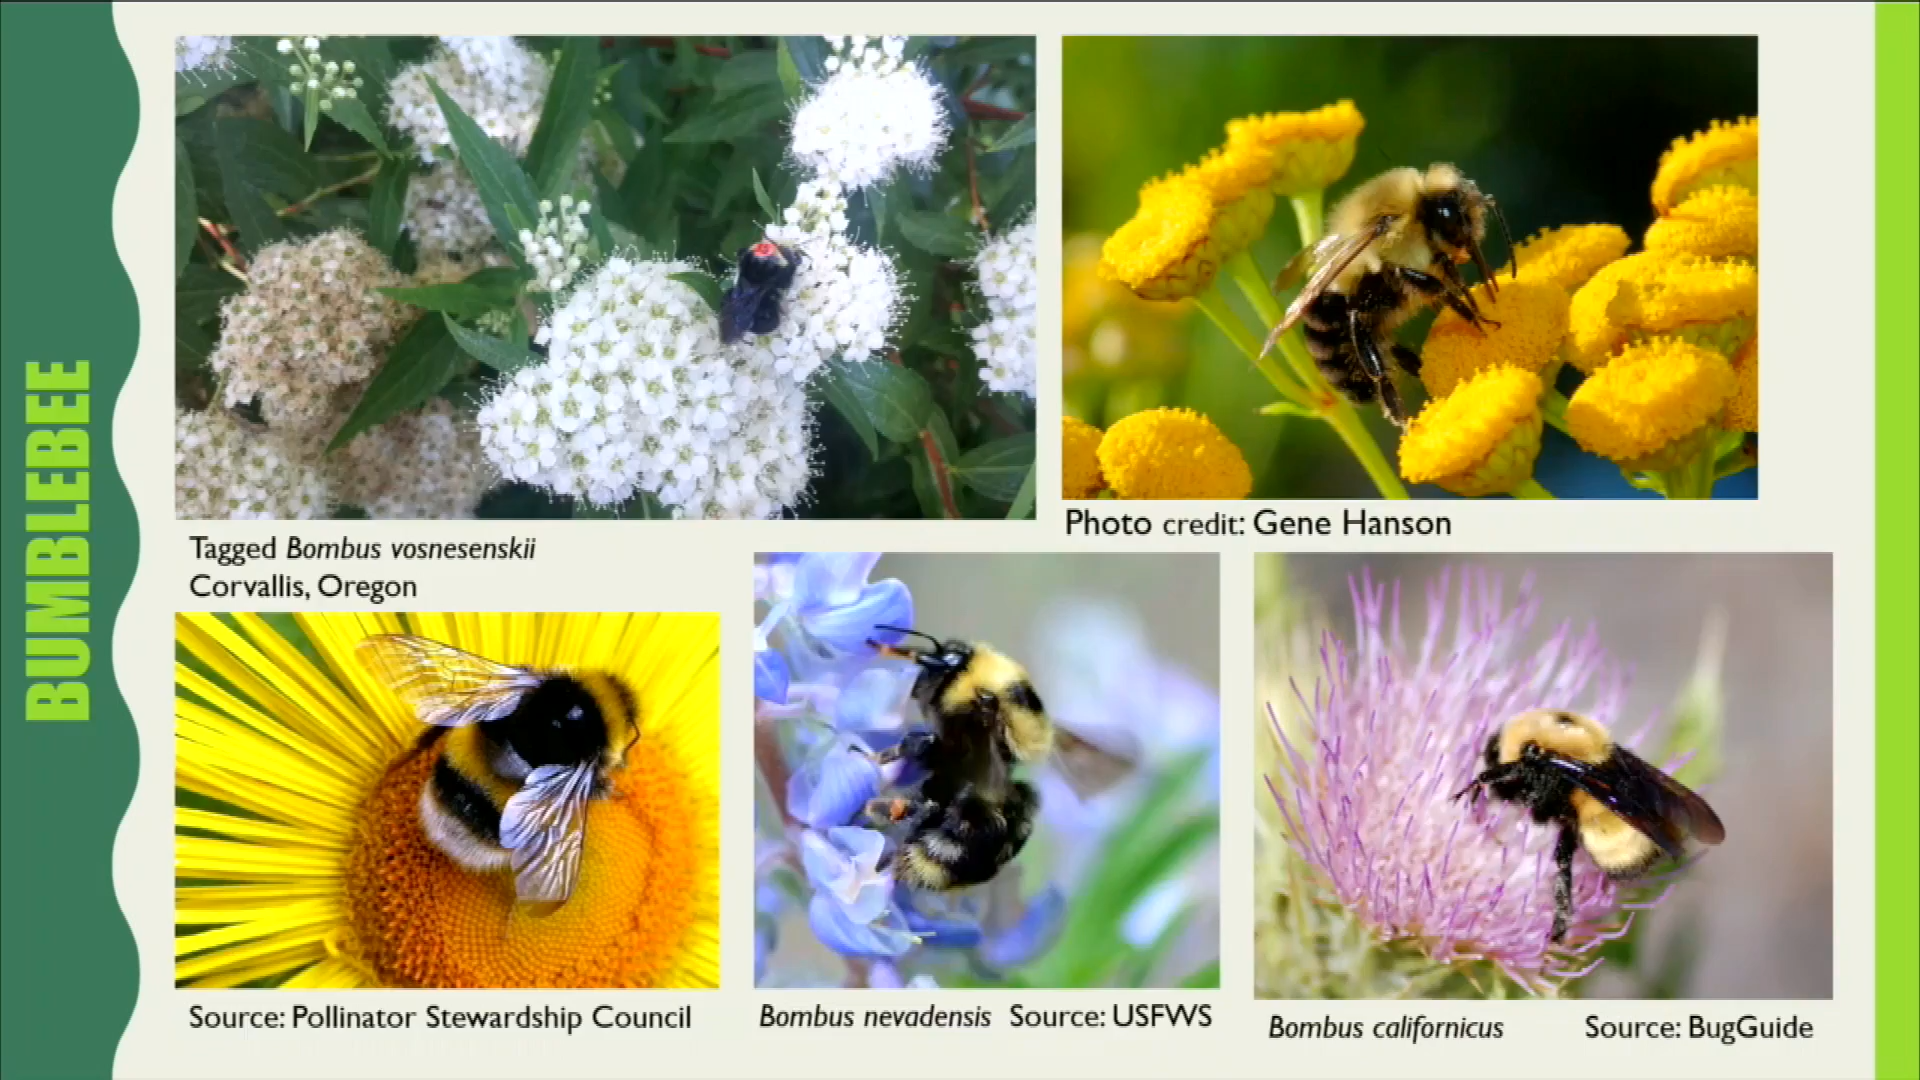 BUMBLEBEE
Tagged Bombus vosnesenskii
Corvallis, Oregon
Photo credit: Gene Hanson
Source: Pollinator Stewardship Council
Bombus nevadensis Source: USFWS
Bombus californicus Source: BugGuide